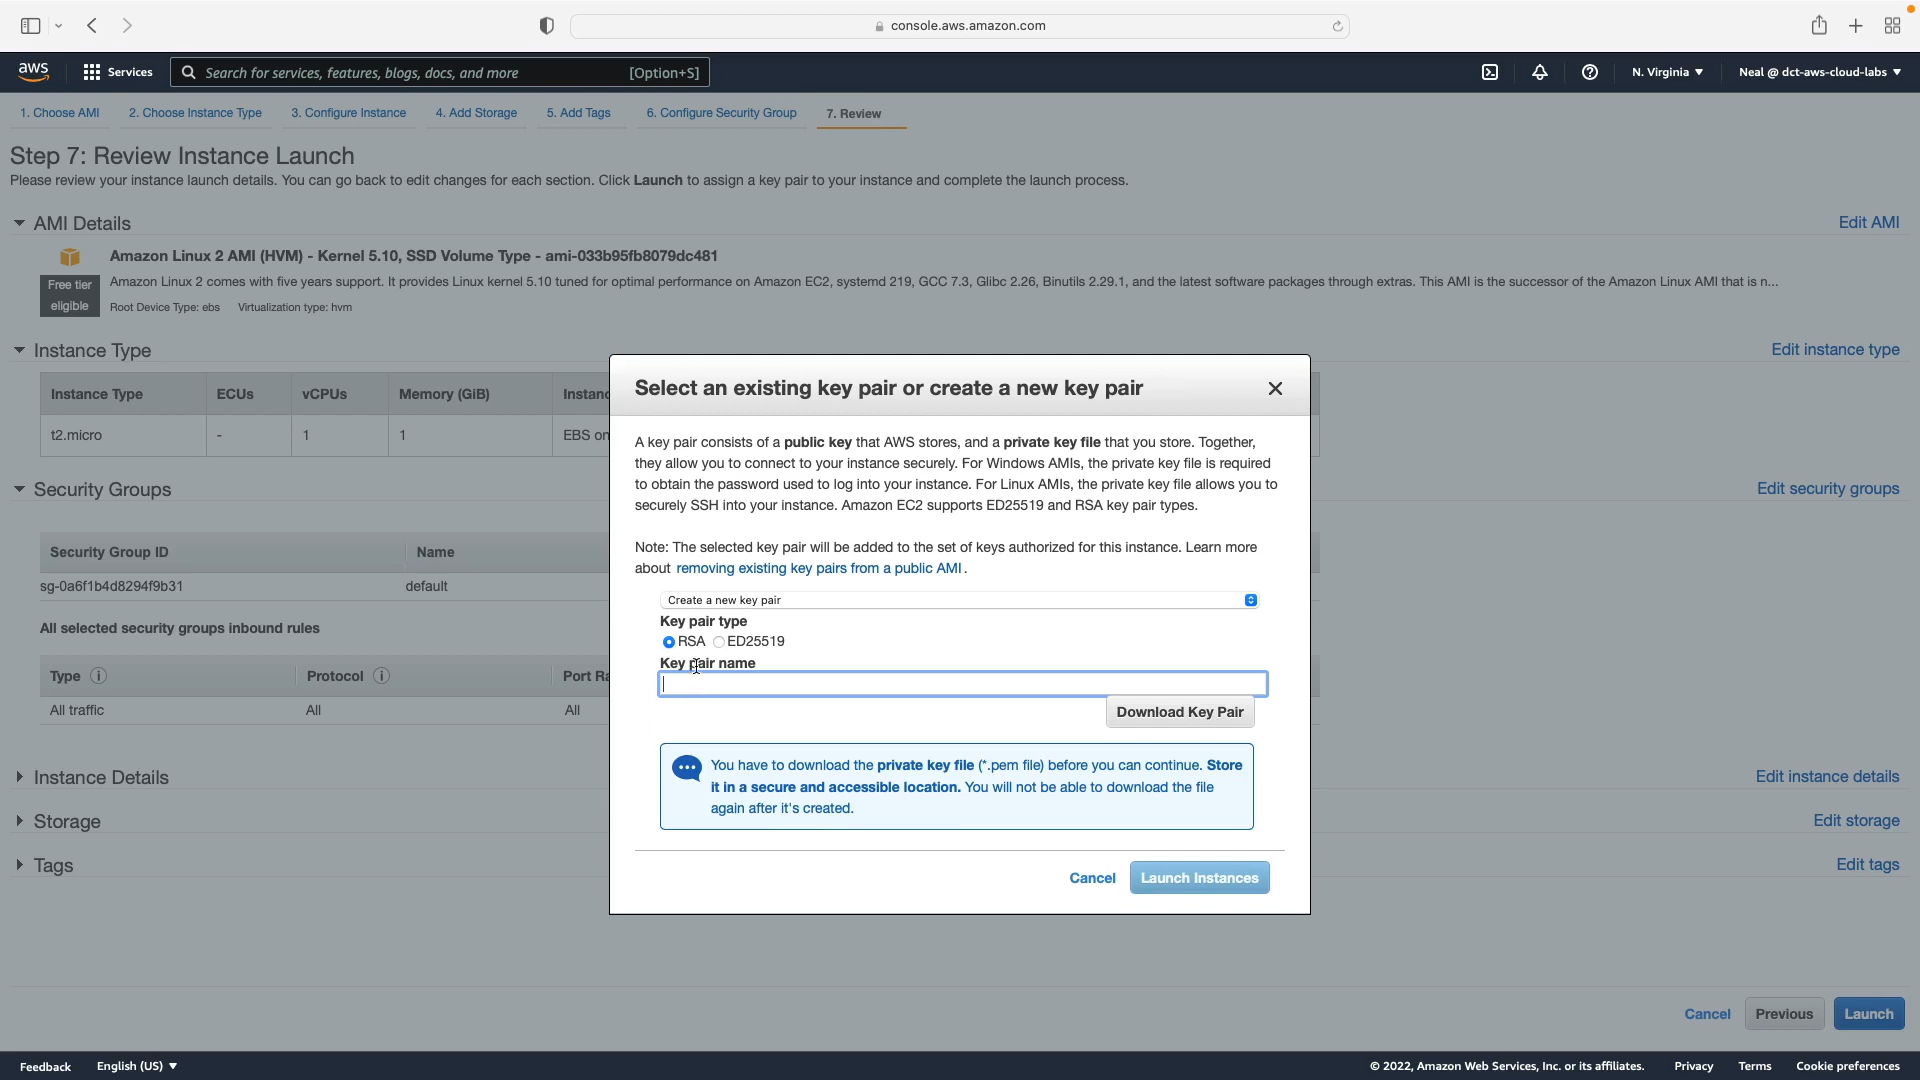 console.aws.amazon.com
aws
Services
Search for services, features, blogs, docs, and more
[Option+S]
N. Virginia
Neal @ dct-aws-cloud-labs
1. Choose AMI
2. Choose Instance Type
3. Configure Instance
4. Add Storage
5. Add Tags
6. Configure Security Group
7. Review
Step 7: Review Instance Launch
Please review your instance launch details. You can go back to edit changes for each section. Click Launch to assign a key pair to your instance and complete the launch process.
AMI Details
Edit AMI
Amazon Linux 2 AMI (HVM) - Kernel 5.10, SSD Volume Type - ami-033b95fb8079dc481
Free tier
eligible
Amazon Linux 2 comes with five years support. It provides Linux kernel 5.10 tuned for optimal performance on Amazon EC2, systemd 219, GCC 7.3, Glibc 2.26, Binutils 2.29.1, and the latest software packages through extras. This AMI is the successor of the Amazon Linux AMI that is n...
Root Device Type: ebs Virtualization type: hvm
Instance Type
Edit instance type
Instance Type
ECUs
vCPUs
Memory (GiB)
t2.micro
-
1
1
EBS
Security Groups
Edit security groups
Security Group ID
Name
sg-0a6f1b4d8294f9b31
default
All selected security groups inbound rules
Type
Protocol
Port
All traffic
All
All
Instance Details
Edit instance details
Storage
Edit storage
Tags
Edit tags
Select an existing key pair or create a new key pair
A key pair consists of a public key that AWS stores, and a private key file that you store. Together,
they allow you to connect to your instance securely. For Windows AMIs, the private key file is required
to obtain the password used to log into your instance. For Linux AMIs, the private key file allows you to
securely SSH into your instance. Amazon EC2 supports ED25519 and RSA key pair types.
Note: The selected key pair will be added to the set of keys authorized for this instance. Learn more
about removing existing key pairs from a public AMI.
Create a new key pair
Key pair type
RSA ED25519
Key pair name
Download Key Pair
You have to download the private key file (*.pem file) before you can continue. Store
it in a secure and accessible location. You will not be able to download the file
again after it's created.
Cancel
Launch Instances
Cancel
Previous
Launch
Feedback
English (US)
© 2022, Amazon Web Services, Inc. or its affiliates.
Privacy
Terms
Cookie preferences